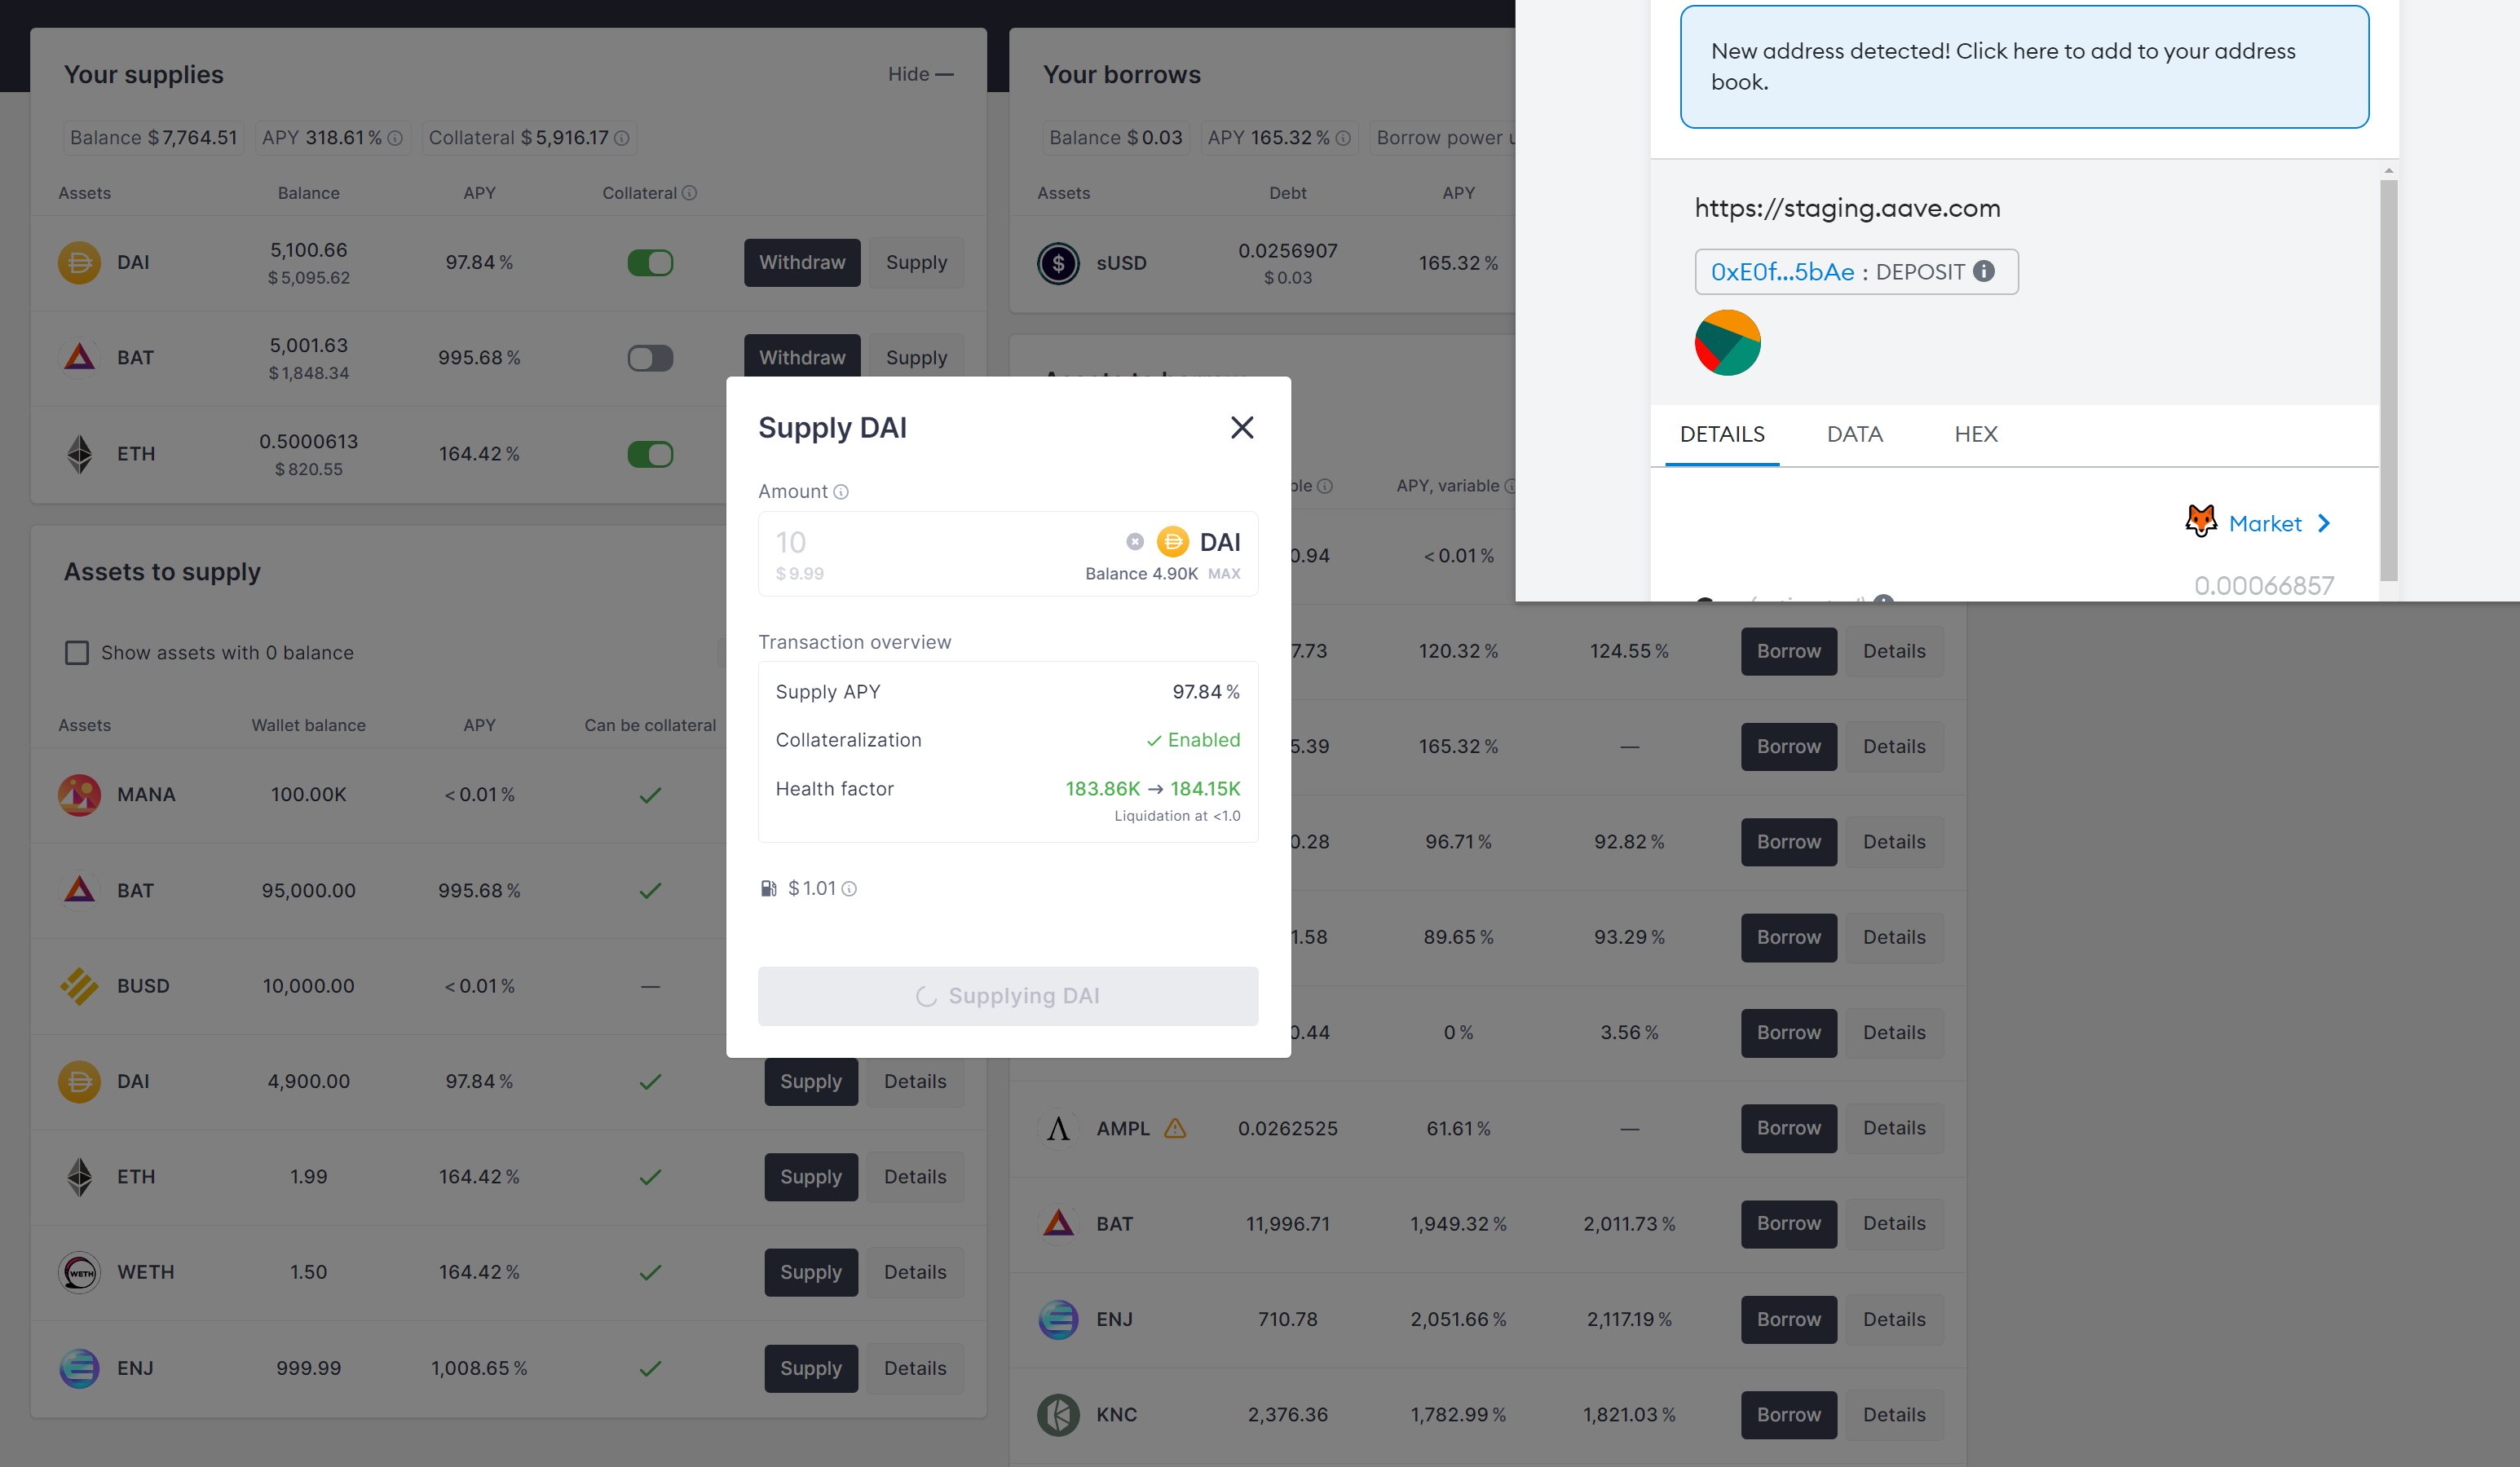 Your supplies
Hide
Balance $ 7,764.51 APY 318.61 % Collateral $ 5,916.17
Assets Balance APY Collateral
DAI 5,100.66 97.84 % Withdraw Supply
$ 5,095.62
BAT 5,001.63 995.68 % Withdraw Supply
$ 1,848.34
ETH 0.5000613 164.42 %
$ 820.55
Assets to supply
Show assets with 0 balance
Assets Wallet balance APY Can be collateral
MANA 100.00K < 0.01 %
BAT 95,000.00 995.68 %
BUSD 10,000.00 < 0.01 % —
DAI 4,900.00 97.84 % Supply Details
ETH 1.99 164.42 % Supply Details
WETH 1.50 164.42 % Supply Details
ENJ 999.99 1,008.65 % Supply Details
Supply DAI
Amount
10 DAI
$ 9.99 Balance 4.90K MAX
Transaction overview
Supply APY 97.84 %
Collateralization Enabled
Health factor 183.86K → 184.15K
Liquidation at <1.0
$ 1.01
Supplying DAI
Your borrows
Balance $ 0.03 APY 165.32 % Borrow power
Assets Debt APY
sUSD 0.0256907 165.32 %
$ 0.03
APY, variable
0.94 < 0.01 %
7.73 120.32 % 124.55 % Borrow Details
5.39 165.32 % — Borrow Details
0.28 96.71 % 92.82 % Borrow Details
1.58 89.65 % 93.29 % Borrow Details
0.44 0 % 3.56 % Borrow Details
AMPL 0.0262525 61.61 % — Borrow Details
BAT 11,996.71 1,949.32 % 2,011.73 % Borrow Details
ENJ 710.78 2,051.66 % 2,117.19 % Borrow Details
KNC 2,376.36 1,782.99 % 1,821.03 % Borrow Details
New address detected! Click here to add to your address
book.
https://staging.aave.com
0xE0f...5bAe : DEPOSIT
DETAILS DATA HEX
Market
0.00066857